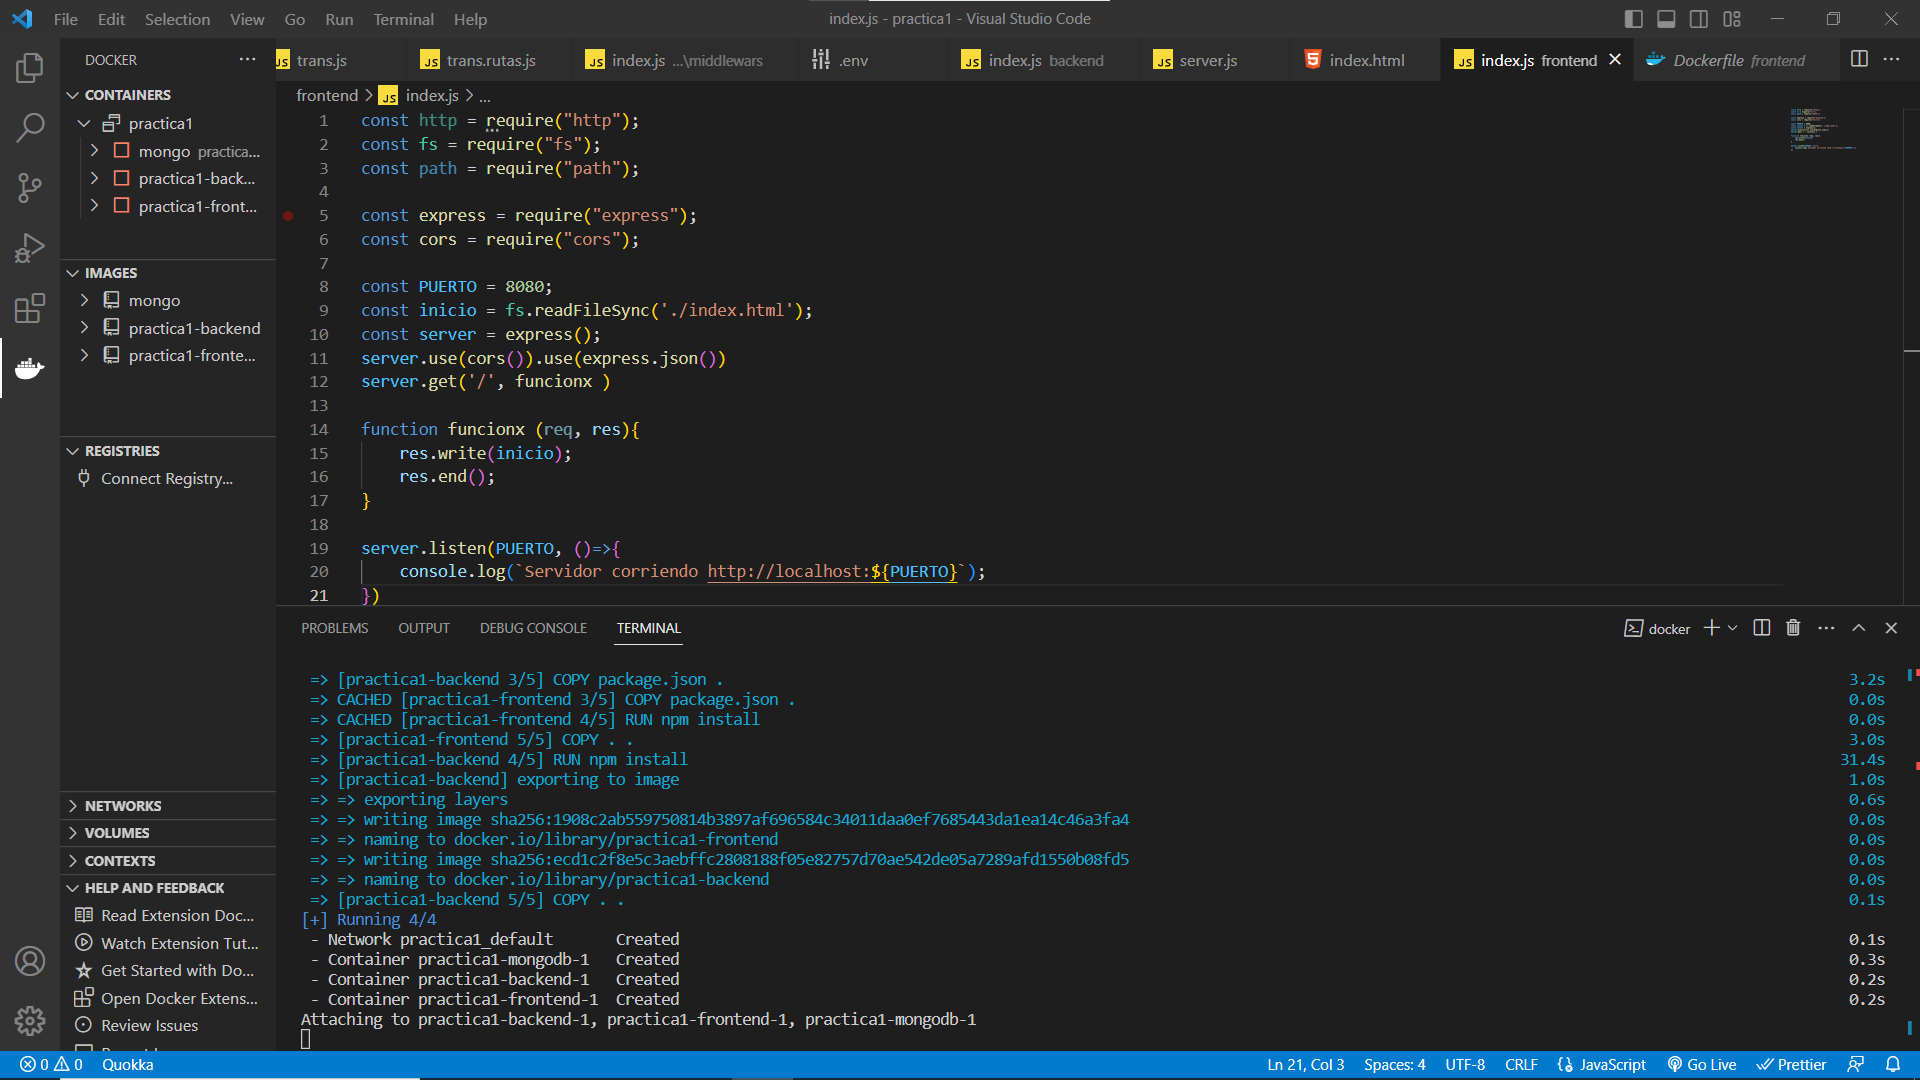 File Edit Selection View Go Run Terminal Help
index.js - practica1 - Visual Studio Code
DOCKER
JS trans.js
JS trans.rutas.js
JS index.js ...\middlewars
.env
JS index.js backend
JS server.js
index.html
JS index.js frontend
Dockerfile frontend
CONTAINERS
practica1
mongo practica...
practica1-back...
practica1-front...
IMAGES
mongo
practica1-backend
practica1-fronte...
REGISTRIES
Connect Registry...
NETWORKS
VOLUMES
CONTEXTS
HELP AND FEEDBACK
Read Extension Doc...
Watch Extension Tut...
Get Started with Do...
Open Docker Extens...
Review Issues
frontend > JS index.js > ...
1 const http = require("http");
2 const fs = require("fs");
3 const path = require("path");
4
5 const express = require("express");
6 const cors = require("cors");
7
8 const PUERTO = 8080;
9 const inicio = fs.readFileSync('./index.html');
10 const server = express();
11 server.use(cors()).use(express.json())
12 server.get('/', funcionx )
13
14 function funcionx (req, res){
15 res.write(inicio);
16 res.end();
17 }
18
19 server.listen(PUERTO, ()=>{
20 console.log(`Servidor corriendo http://localhost:${PUERTO}`);
21 })
PROBLEMS OUTPUT DEBUG CONSOLE TERMINAL
docker
=> [practica1-backend 3/5] COPY package.json . 3.2s
=> CACHED [practica1-frontend 3/5] COPY package.json . 0.0s
=> CACHED [practica1-frontend 4/5] RUN npm install 0.0s
=> [practica1-frontend 5/5] COPY . . 3.0s
=> [practica1-backend 4/5] RUN npm install 31.4s
=> [practica1-backend] exporting to image 1.0s
=> => exporting layers 0.6s
=> => writing image sha256:1908c2ab559750814b3897af696584c34011daa0ef7685443da1ea14c46a3fa4 0.0s
=> => naming to docker.io/library/practica1-frontend 0.0s
=> => writing image sha256:ecd1c2f8e5c3aebffc2808188f05e82757d70ae542de05a7289afd1550b08fd5 0.0s
=> => naming to docker.io/library/practica1-backend 0.0s
=> [practica1-backend 5/5] COPY . . 0.1s
[+] Running 4/4
- Network practica1_default Created 0.1s
- Container practica1-mongodb-1 Created 0.3s
- Container practica1-backend-1 Created 0.2s
- Container practica1-frontend-1 Created 0.2s
Attaching to practica1-backend-1, practica1-frontend-1, practica1-mongodb-1
0 0 Quokka
Ln 21, Col 3 Spaces: 4 UTF-8 CRLF JavaScript Go Live Prettier